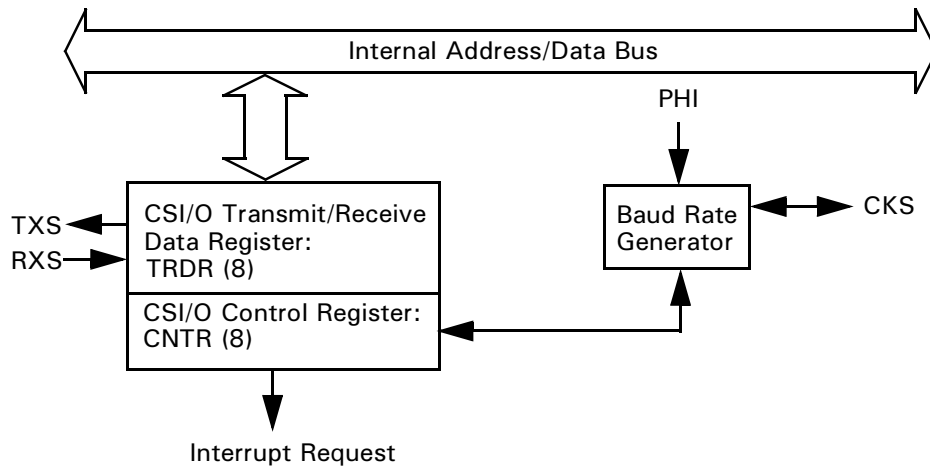 Internal Address/Data Bus
PHI
CSI/O Transmit/Receive
Data Register:
TRDR (8)
TXS
RXS
Baud Rate
Generator
CKS
CSI/O Control Register:
CNTR (8)
Interrupt Request